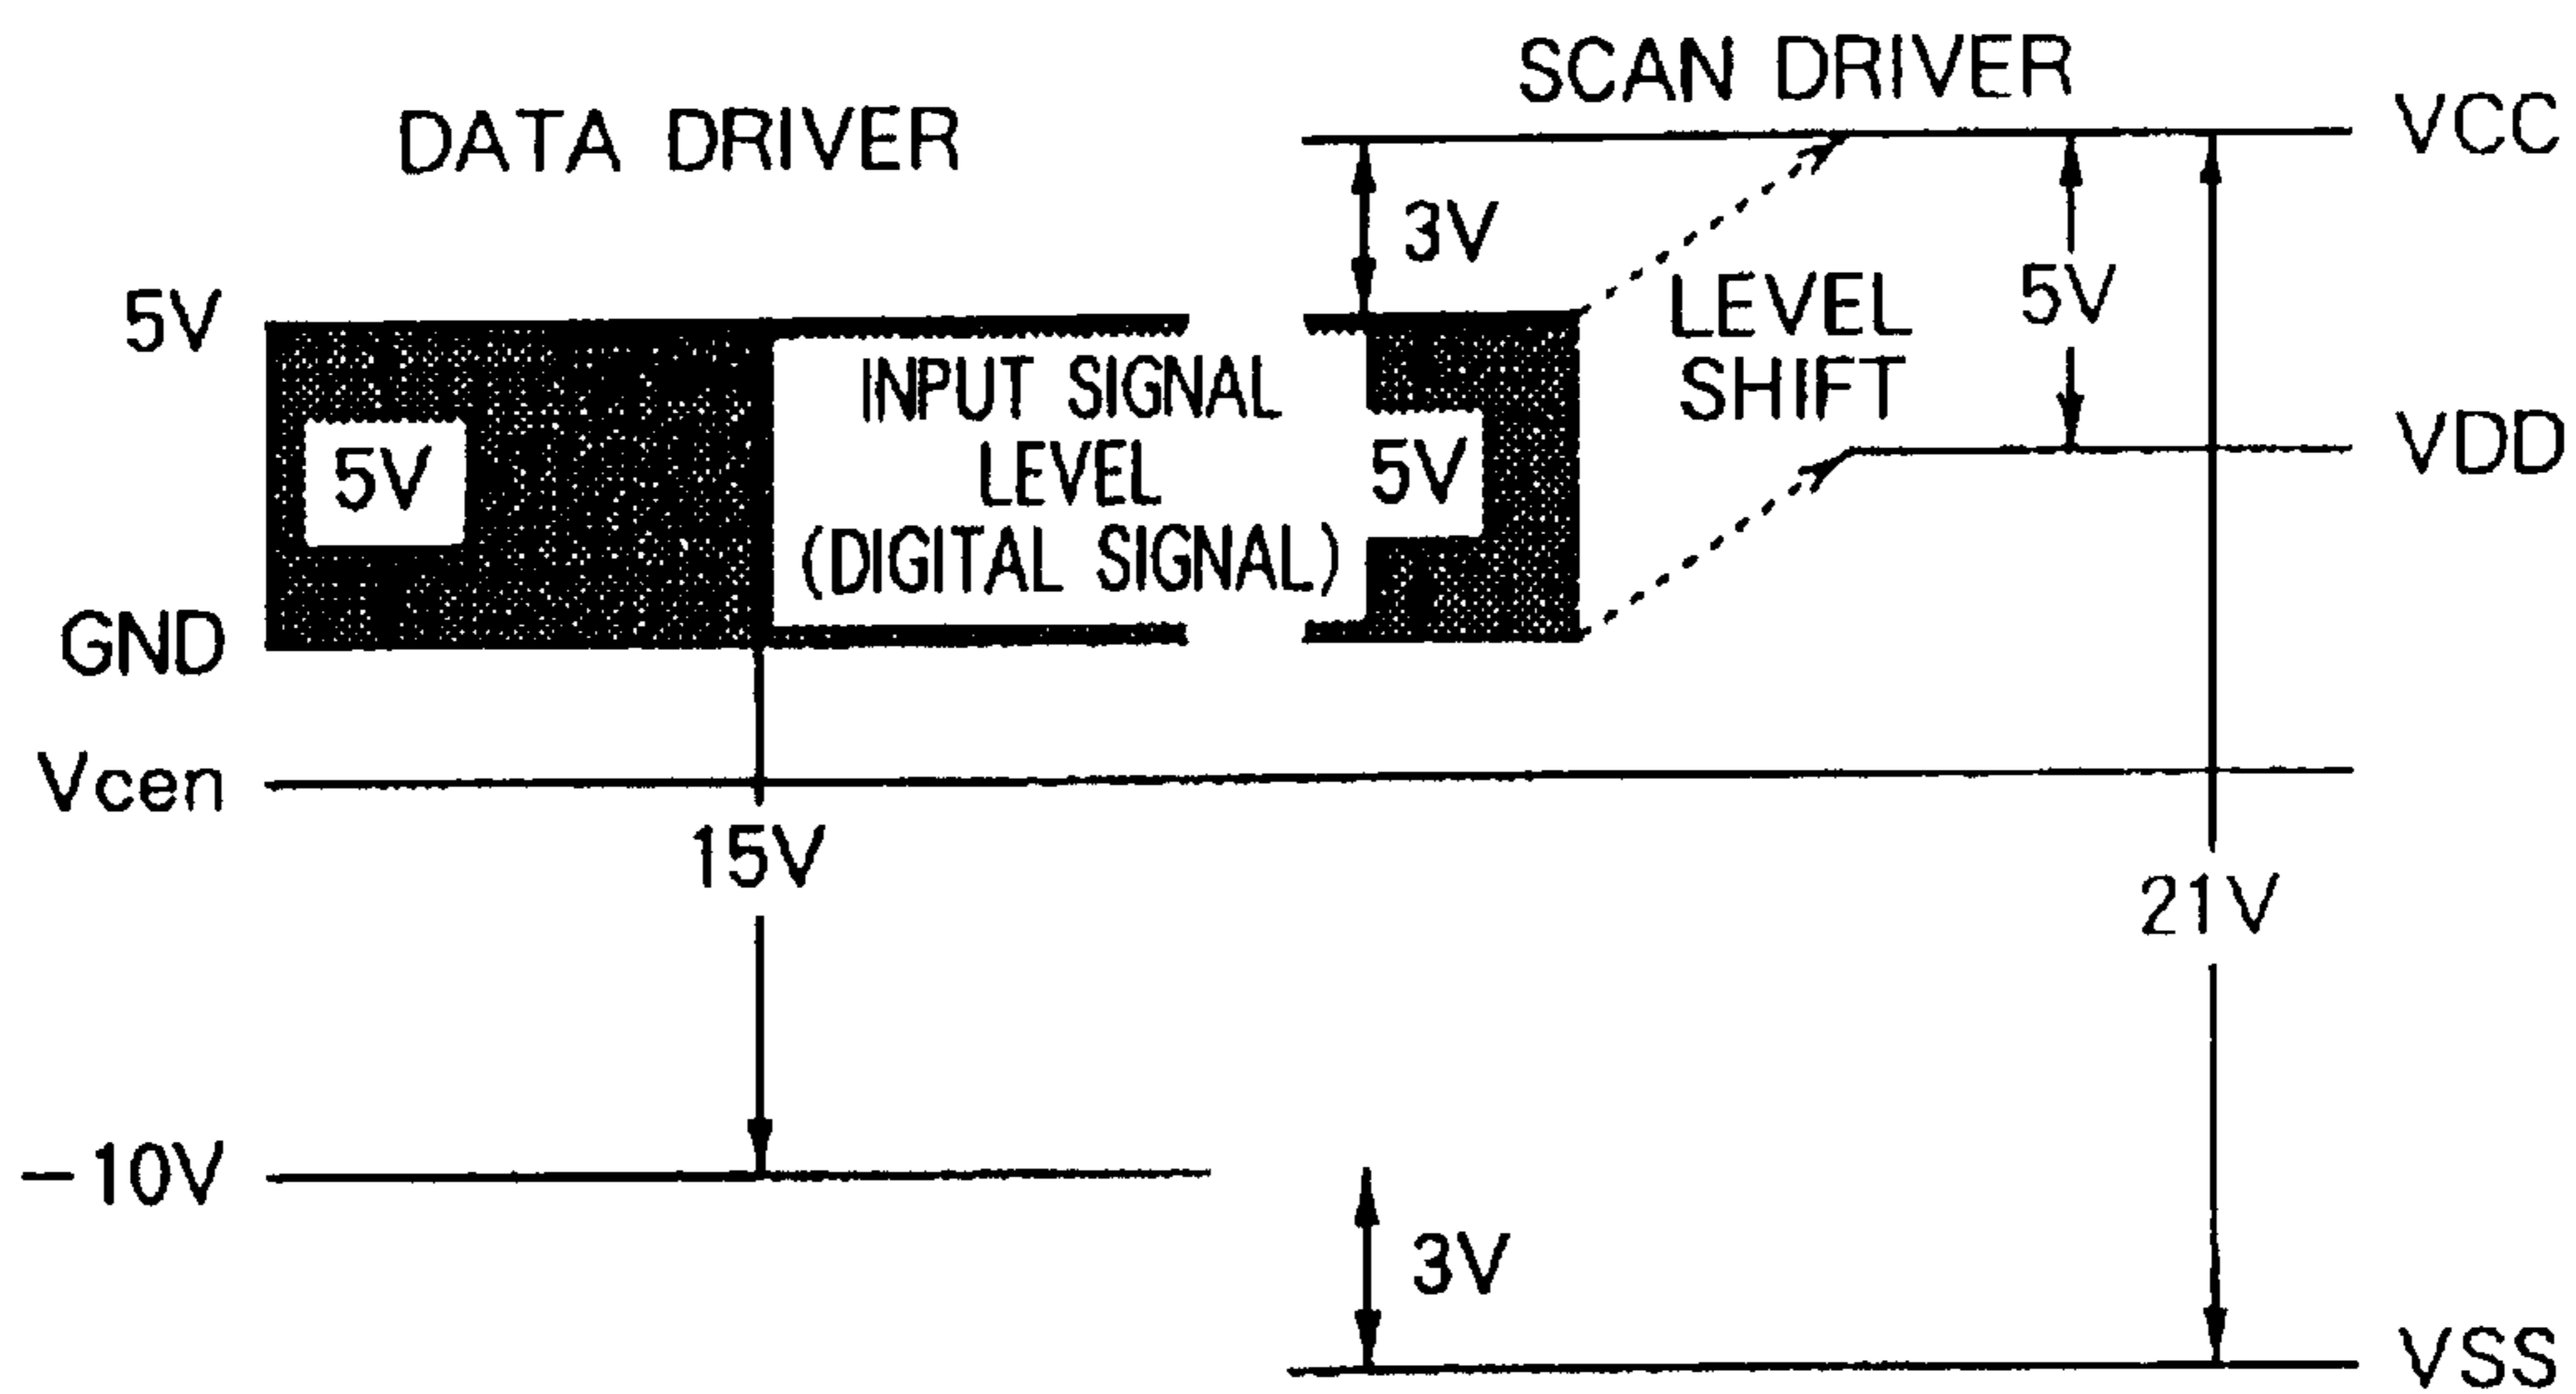 SCAN DRIVER
DATA DRIVER
VCC
3V
5V
LEVEL
SHIFT
5V
INPUT SIGNAL
LEVEL
(DIGITAL SIGNAL)
5V
5V
VDD
GND
Vcen
15V
21V
-10V
3V
VSS